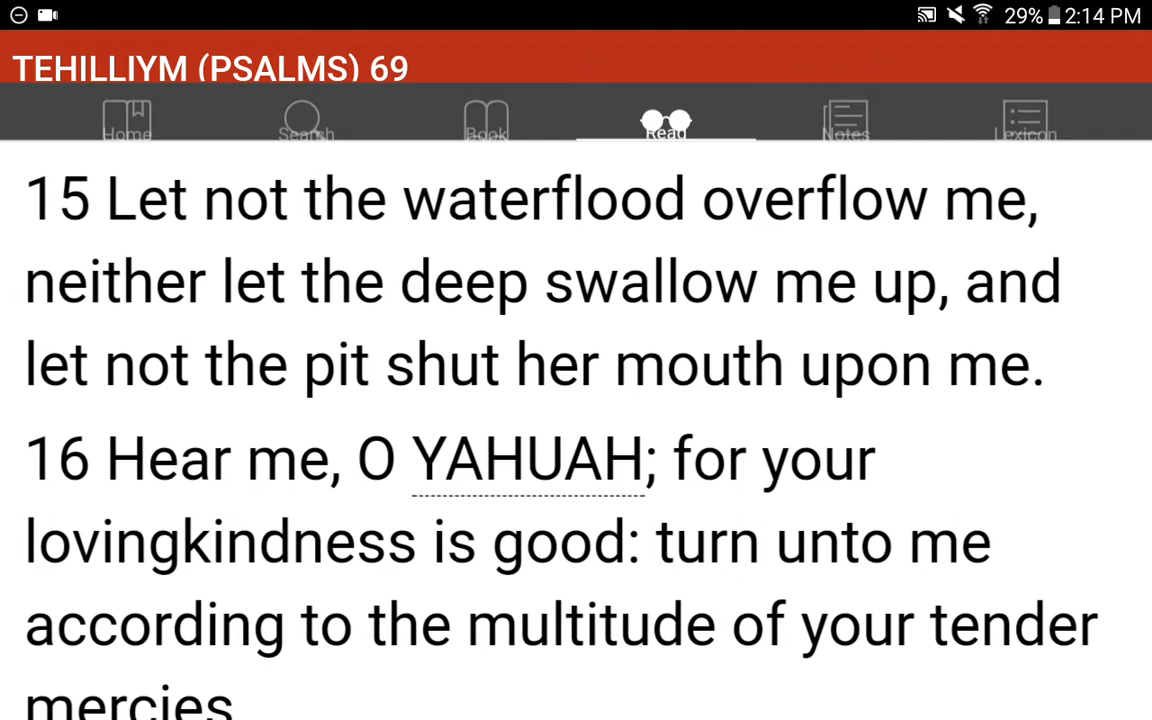 29% 2:14 PM
TEHILLIYM (PSALMS) 69
Home Search Book Read Notes Lexicon
15 Let not the waterflood overflow me,
neither let the deep swallow me up, and
let not the pit shut her mouth upon me.
16 Hear me, O YAHUAH; for your
lovingkindness is good: turn unto me
according to the multitude of your tender
mercies